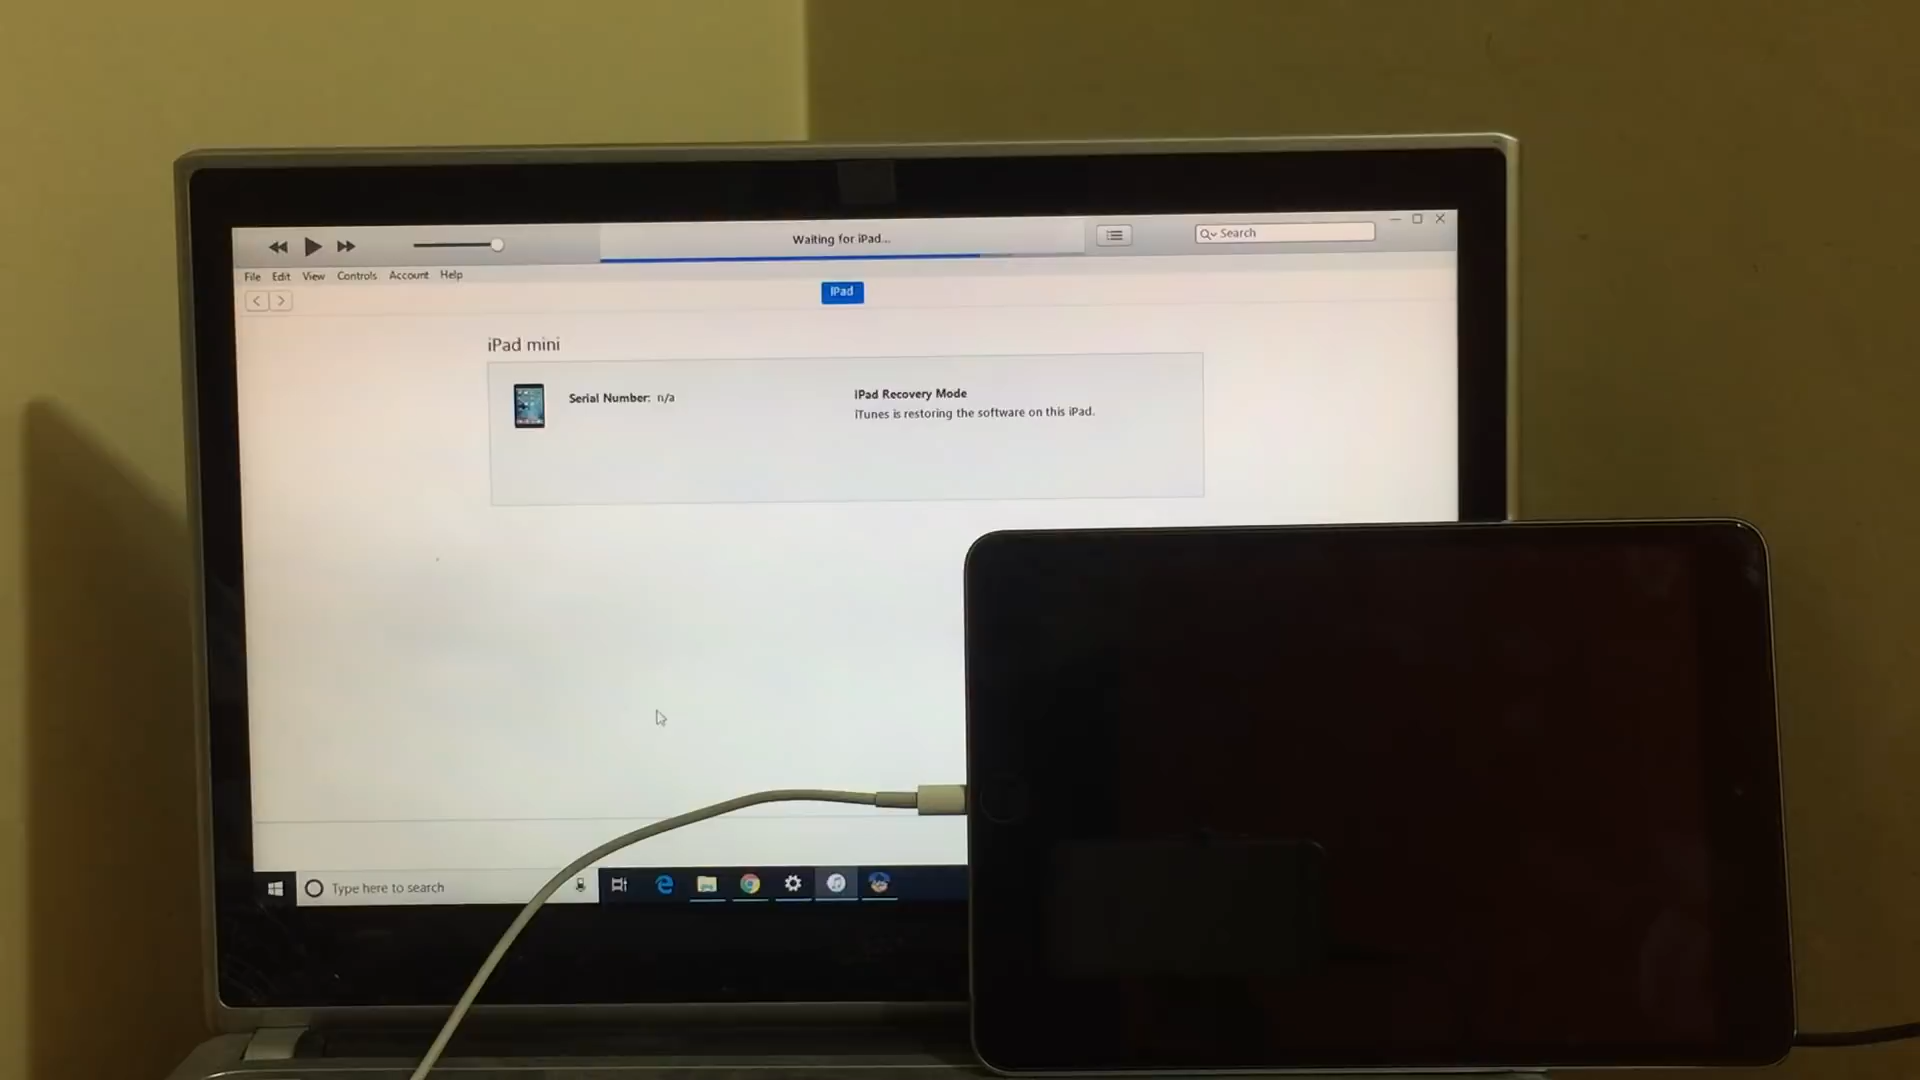 Waiting for iPad...
Search
File Edit View Controls Account Help
iPad
iPad mini
Serial Number: n/a
iPad Recovery Mode
iTunes is restoring the software on this iPad.
Type here to search